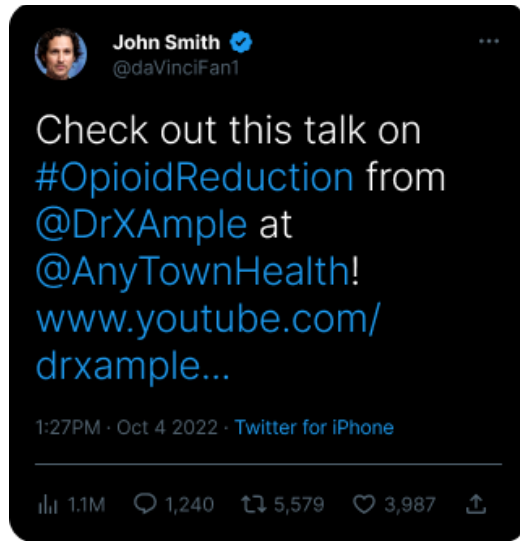 John Smith
@daVinciFan1
Check out this talk on
#OpioidReduction from
@DrXAmple at
@AnyTownHealth!
www.youtube.com/
drxample...
1:27PM · Oct 4 2022 · Twitter for iPhone
1.1M 1,240 5,579 3,987